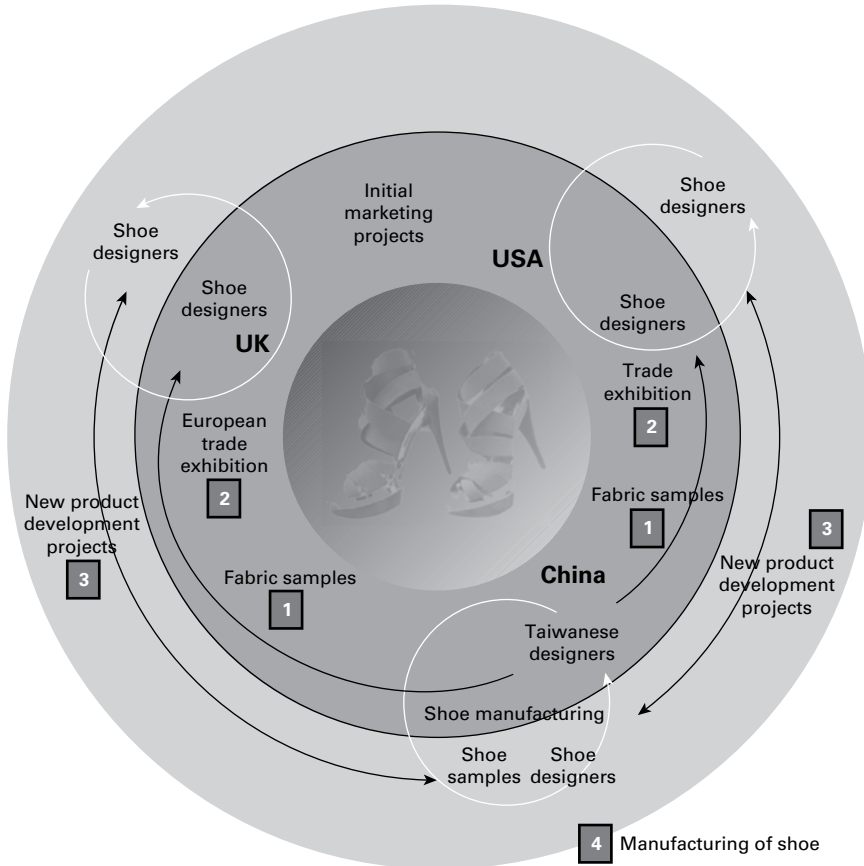 Initial
marketing
projects
Shoe
designers
USA
Shoe
designers
Shoe
designers
UK
Shoe
designers
Trade
exhibition
2
European
trade
exhibition
2
Fabric samples
1
New product
development
projects
3
3
New product
development
projects
China
Fabric samples
1
Taiwanese
designers
Shoe manufacturing
Shoe
samples
Shoe
designers
4 Manufacturing of shoe